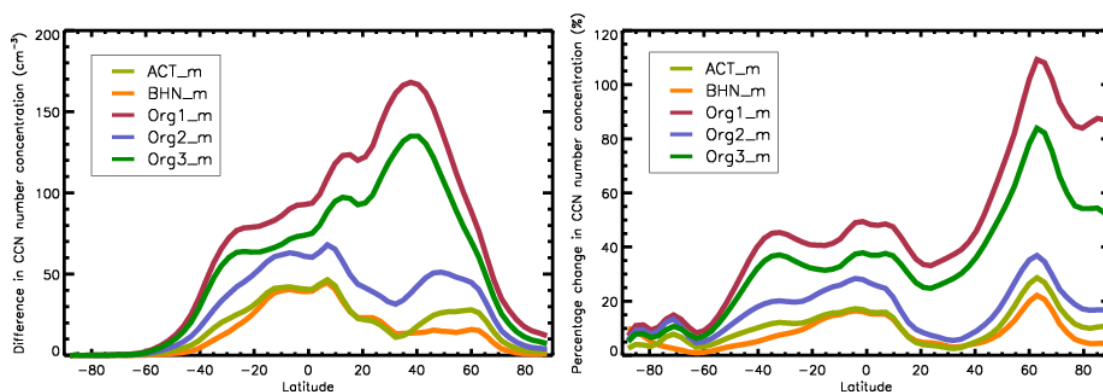 Difference in CCN number concentration (cm⁻³)
200
150
100
50
0
ACT_m
BHN_m
Org1_m
Org2_m
Org3_m
-80 -60 -40 -20 0 20 40 60 80
Latitude
Percentage change in CCN number concentration (%)
120
100
80
60
40
20
0
ACT_m
BHN_m
Org1_m
Org2_m
Org3_m
-80 -60 -40 -20 0 20 40 60 80
Latitude